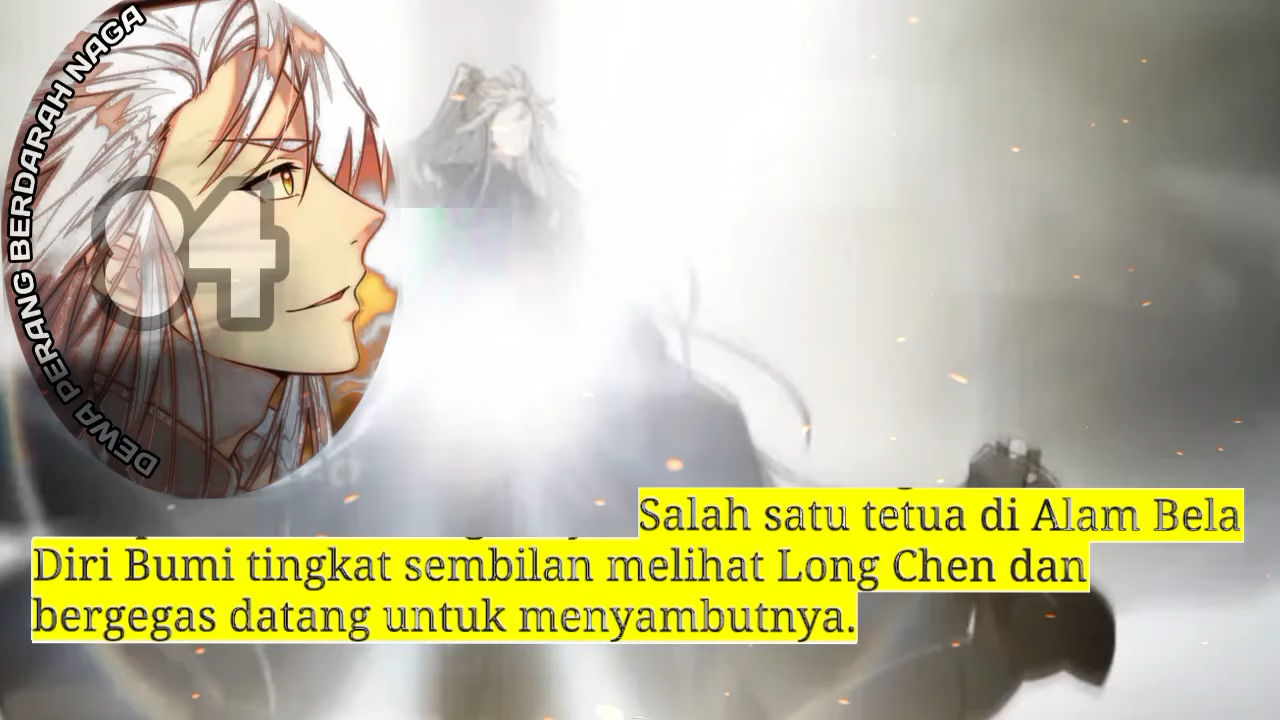 DEWA PERANG BERDARAH NAGA
84
Salah satu tetua di Alam Bela
Diri Bumi tingkat sembilan melihat Long Chen dan
bergegas datang untuk menyambutnya.